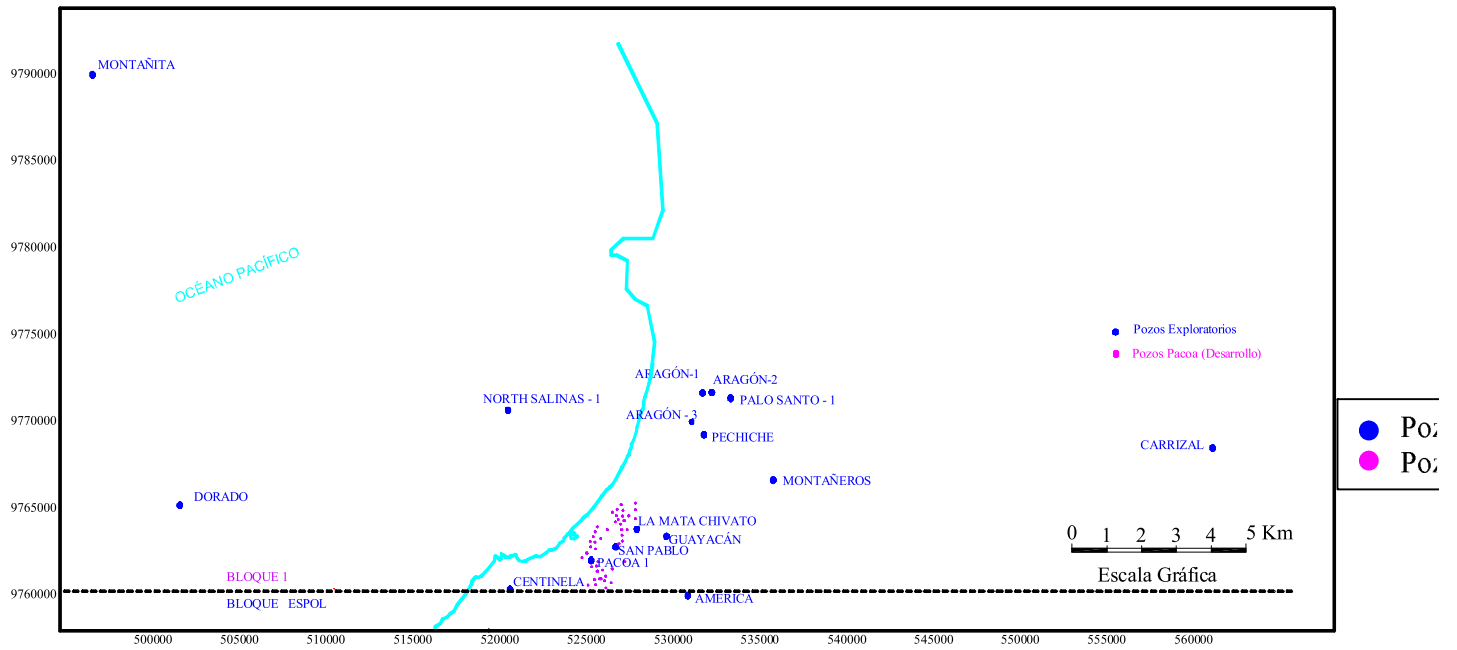 MONTAÑITA
9790000
9785000
9780000
OCÉANO PACÍFICO
9775000
Pozos Exploratorios
Pozos Pacoa (Desarrollo)
ARAGÓN-1
ARAGÓN-2
NORTH SALINAS - 1
PALO SANTO - 1
9770000
ARAGÓN - 3
PECHICHE
CARRIZAL
MONTAÑEROS
DORADO
9765000
LA MATA CHIVATO
GUAYACÁN
SAN PABLO
PACOA 1
0 1 2 3 4 5 Km
Escala Gráfica
BLOQUE 1
CENTINELA
9760000
BLOQUE ESPOL
AMERICA
500000 505000 510000 515000 520000 525000 530000 535000 540000 545000 550000 555000 560000